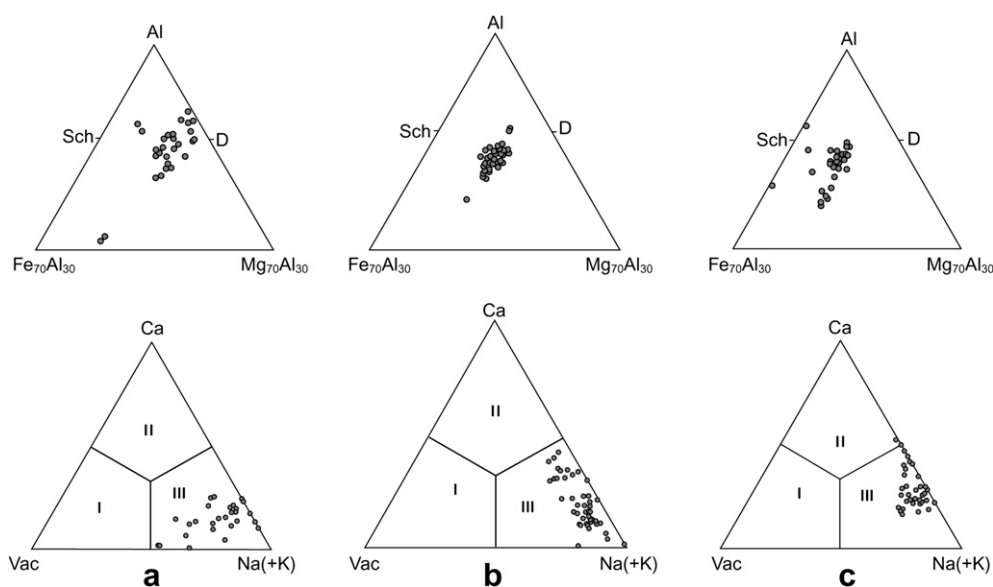 Al Al Al
Sch D Sch D Sch D
Fe₇₀Al₃₀ Mg₇₀Al₃₀ Fe₇₀Al₃₀ Mg₇₀Al₃₀ Fe₇₀Al₃₀ Mg₇₀Al₃₀
Ca Ca Ca
II II II
I III I III I III
Vac Na(+K) Vac Na(+K) Vac Na(+K)
a b c